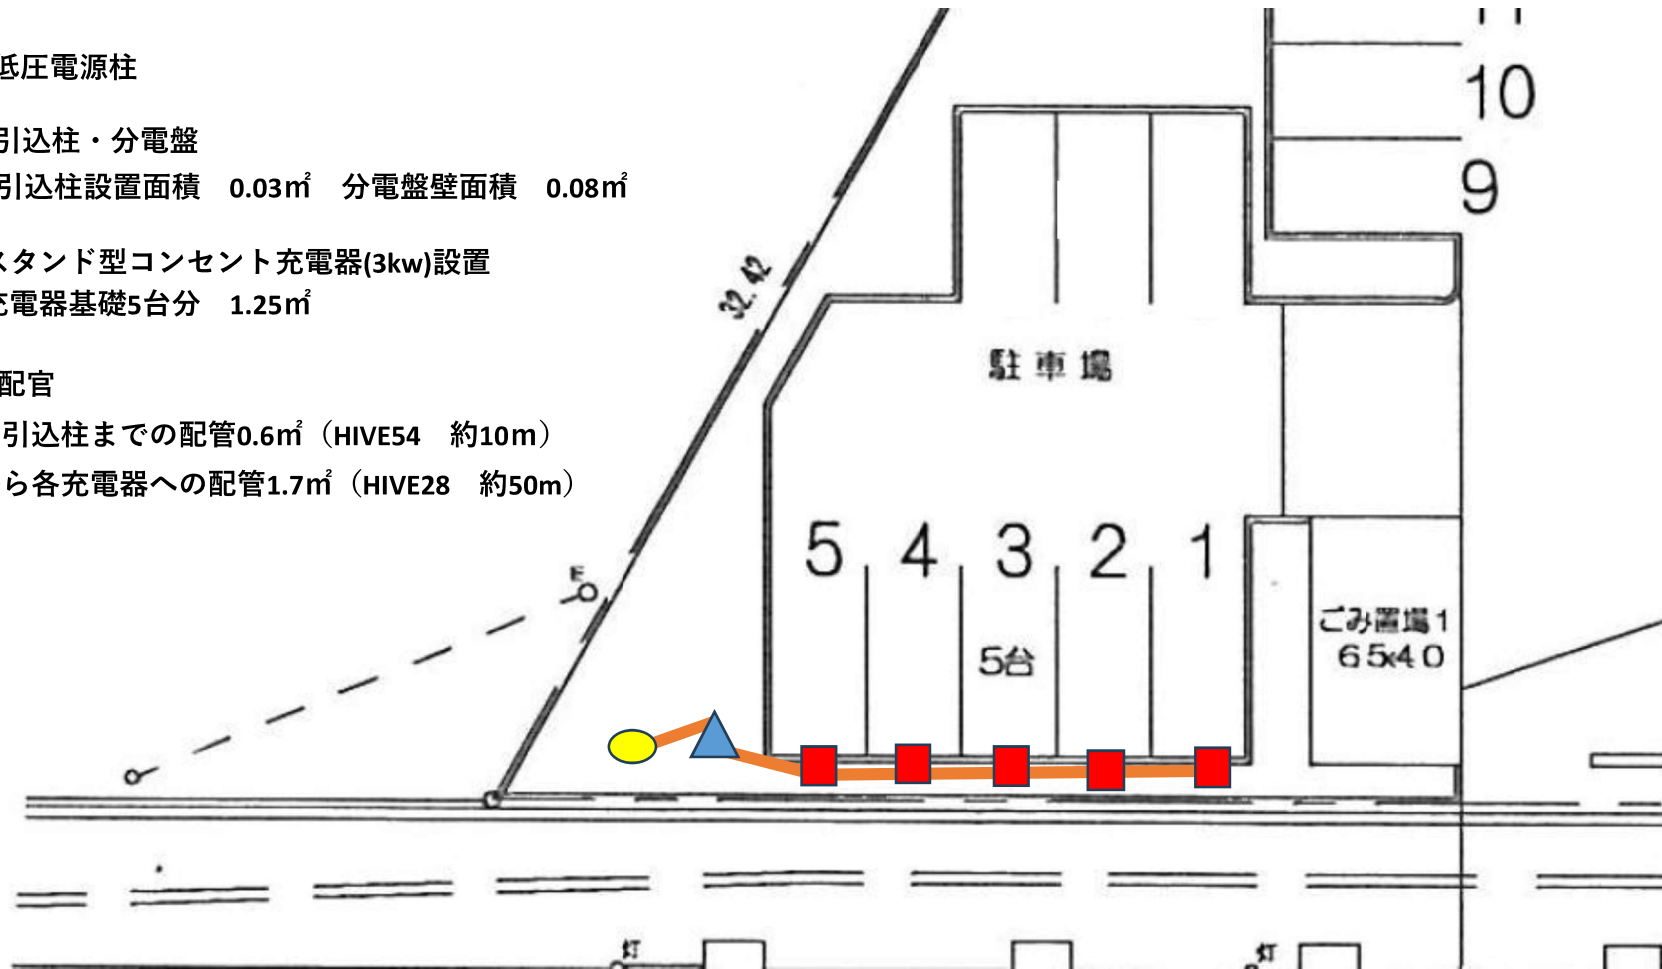 低圧電源柱
引込柱・分電盤
引込柱設置面積　0.03㎡　分電盤壁面積　0.08㎡
スタンド型コンセント充電器(3kw)設置
充電器基礎5台分　1.25㎡
配官
引込柱までの配管0.6㎡（HIVE54　約10m）
ら各充電器への配管1.7㎡（HIVE28　約50m）
11
10
9
32.42
駐車場
5 4 3 2 1
E
5台
ごみ置場1
65x40
灯
灯